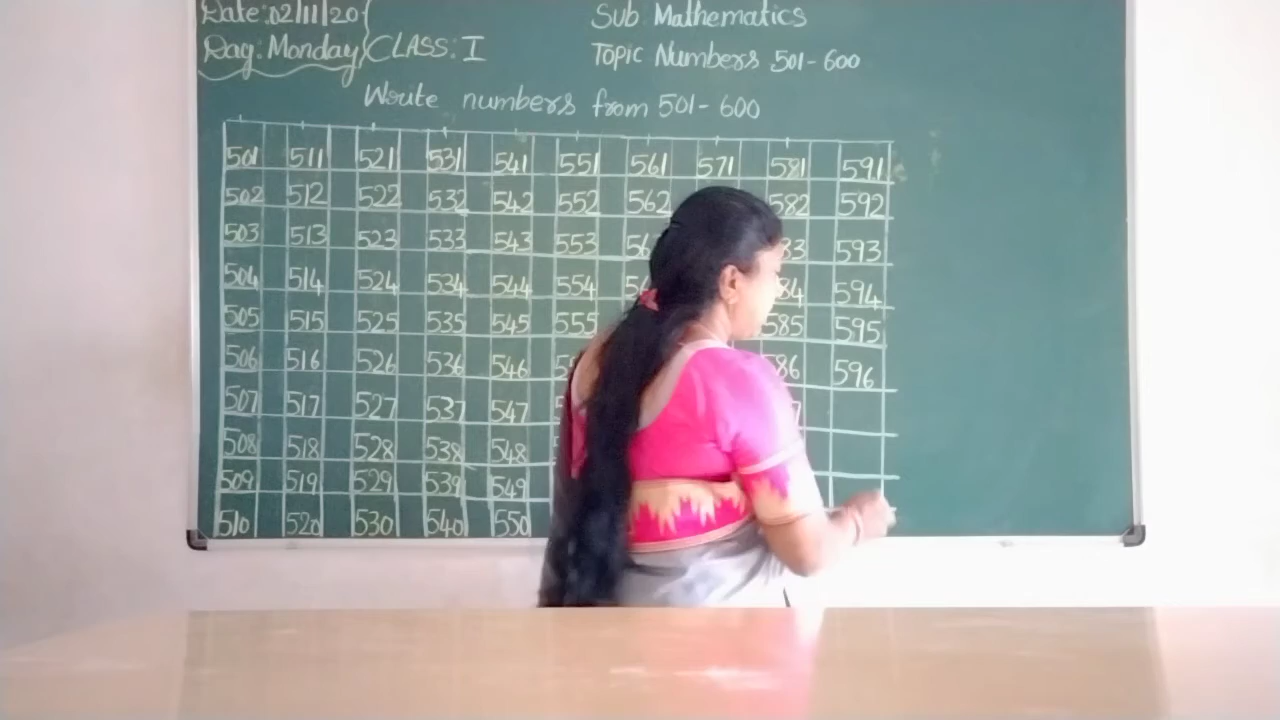 Date:02/11/20
Sub Mathematics
Day: Monday CLASS: I
Topic Numbers 501-600
Write numbers from 501-600
501 511 521 531 541 551 561 571 581 591
502 512 522 532 542 552 562 582 592
503 513 523 533 543 553 593
504 514 524 534 544 554 594
505 515 525 535 545 555 585 595
506 516 526 536 546 596
507 517 527 537 547
508 518 528 538 548
509 519 529 539 549
510 520 530 540 550